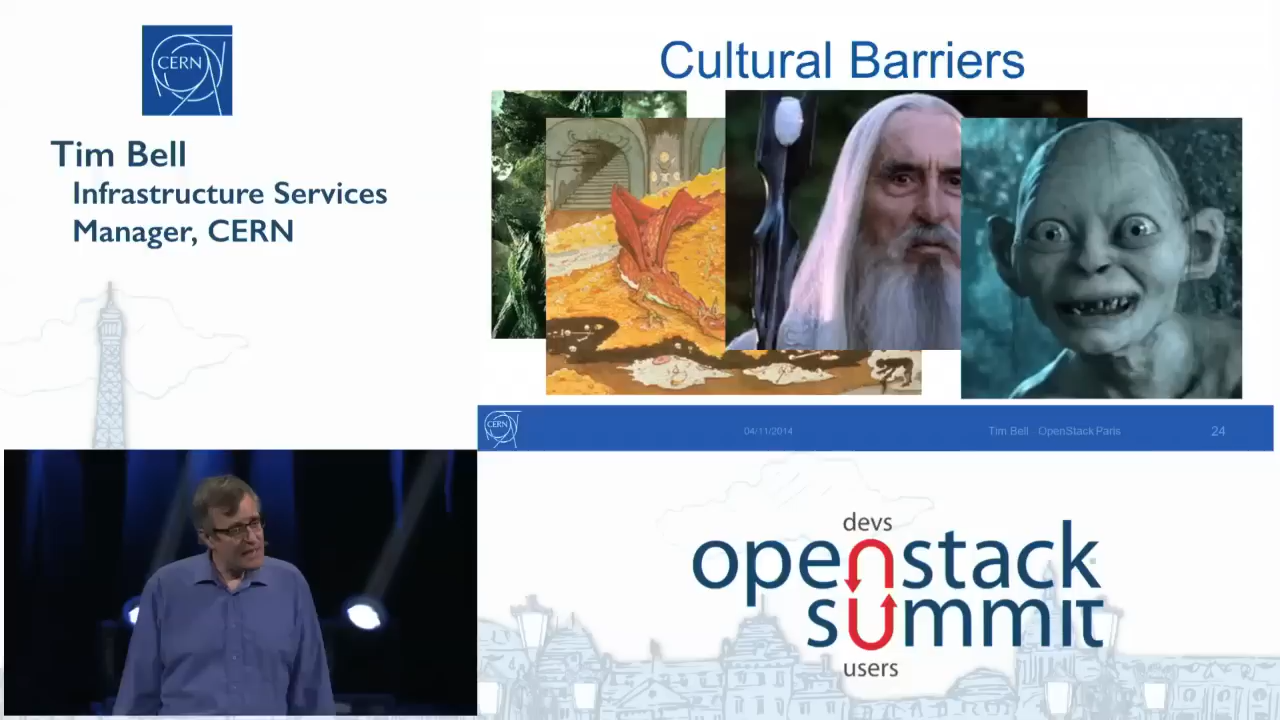 CERN
Tim Bell
Infrastructure Services
Manager, CERN
Cultural Barriers
CERN
04/11/2014
Tim Bell - OpenStack Paris
24
devs
openstack
summit
users